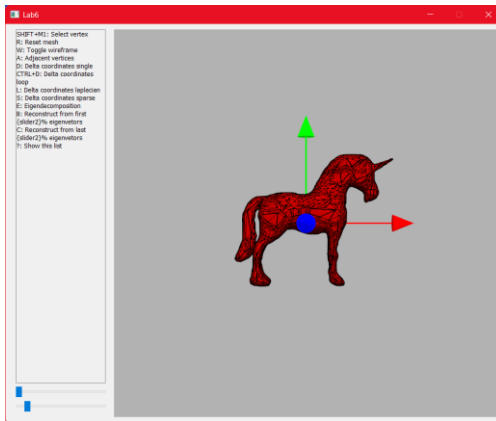 Lab6
SHIFT+M1: Select vertex
R: Reset mesh
W: Toggle wireframe
A: Adjacent vertices
D: Delta coordinates single
CTRL+D: Delta coordinates
loop
L: Delta coordinates laplecien
S: Delta coordinates sparse
E: Eigendecomposition
B: Reconstruct from first
{slider2}% eigenvetors
C: Reconstruct from last
{slider2}% eigenvetors
?: Show this list